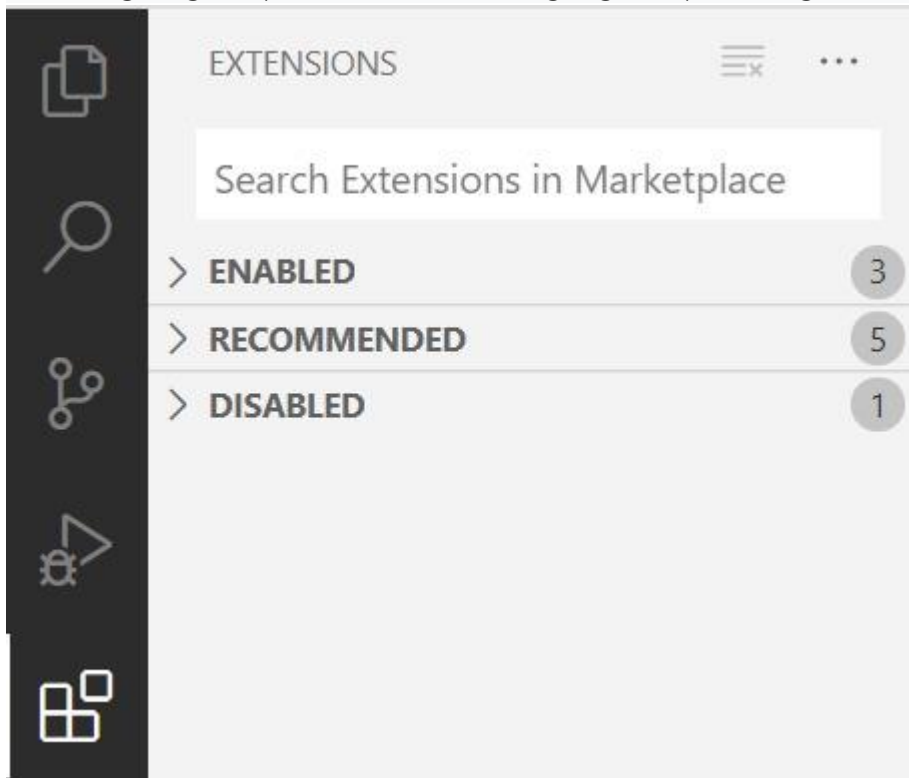 EXTENSIONS
Search Extensions in Marketplace
ENABLED 3
RECOMMENDED 5
DISABLED 1